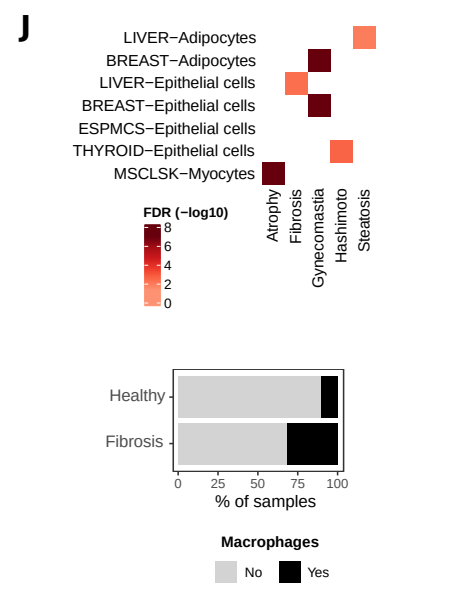 J
LIVER−Adipocytes
BREAST−Adipocytes
LIVER−Epithelial cells
BREAST−Epithelial cells
ESPMCS−Epithelial cells
THYROID−Epithelial cells
MSCLSK−Myocytes
Atrophy
Fibrosis
Gynecomastia
Hashimoto
Steatosis
FDR (−log10)
8
6
4
2
0
Healthy
Fibrosis
0 25 50 75 100
% of samples
Macrophages
No Yes